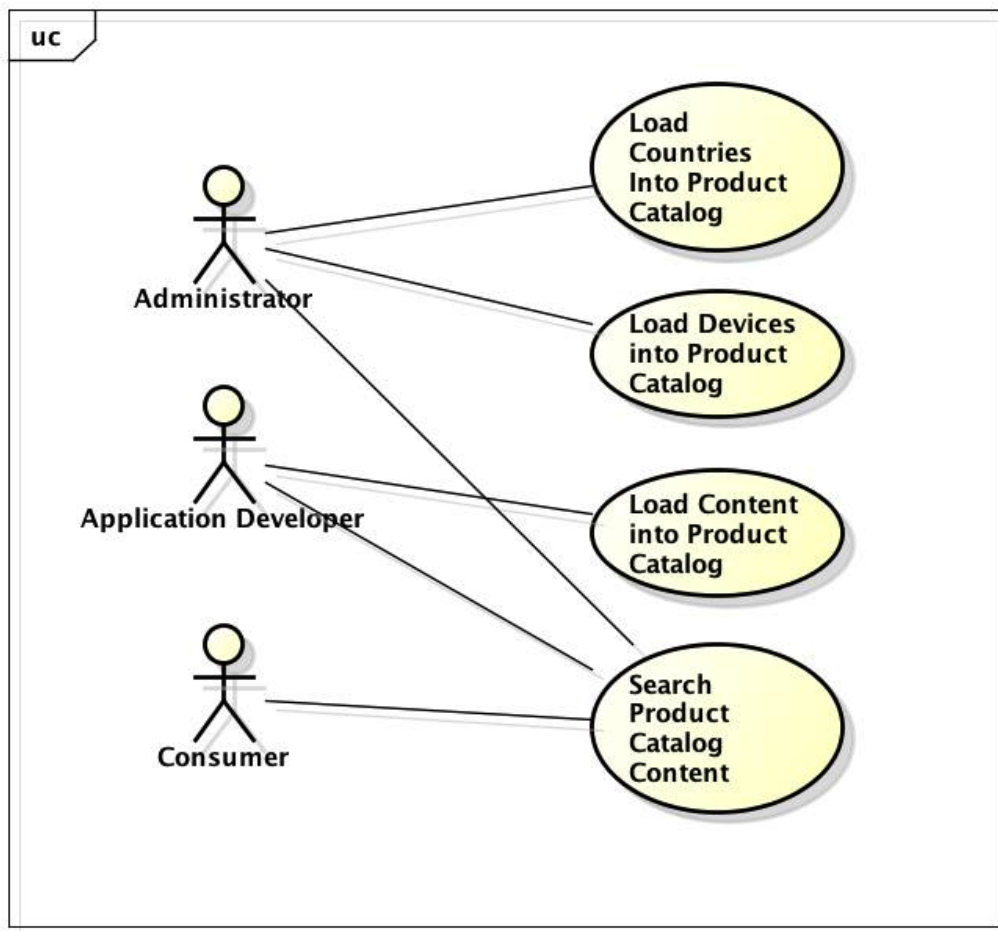 uc
Load
Countries
Into Product
Catalog
Administrator
Load Devices
into Product
Catalog
Application Developer
Load Content
into Product
Catalog
Consumer
Search
Product
Catalog
Content